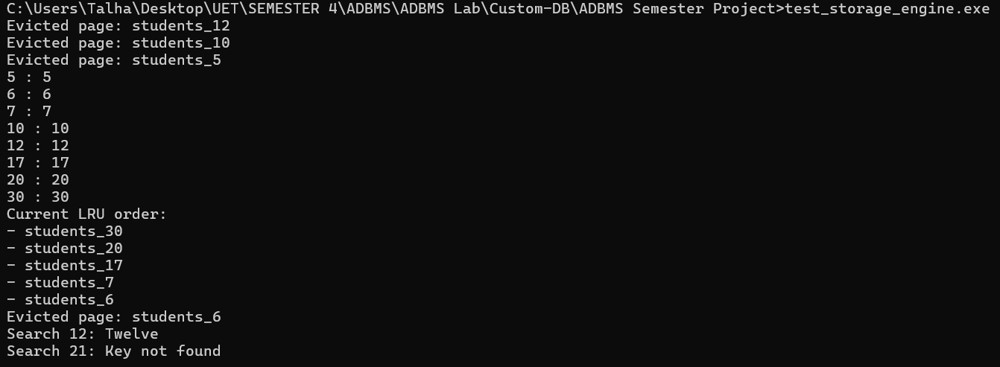 C:\Users\Talha\Desktop\UET\SEMESTER 4\ADBMS\ADBMS Lab\Custom-DB\ADBMS Semester Project>test_storage_engine.exe
Evicted page: students_12
Evicted page: students_10
Evicted page: students_5
5 : 5
6 : 6
7 : 7
10 : 10
12 : 12
17 : 17
20 : 20
30 : 30
Current LRU order:
- students_30
- students_20
- students_17
- students_7
- students_6
Evicted page: students_6
Search 12: Twelve
Search 21: Key not found